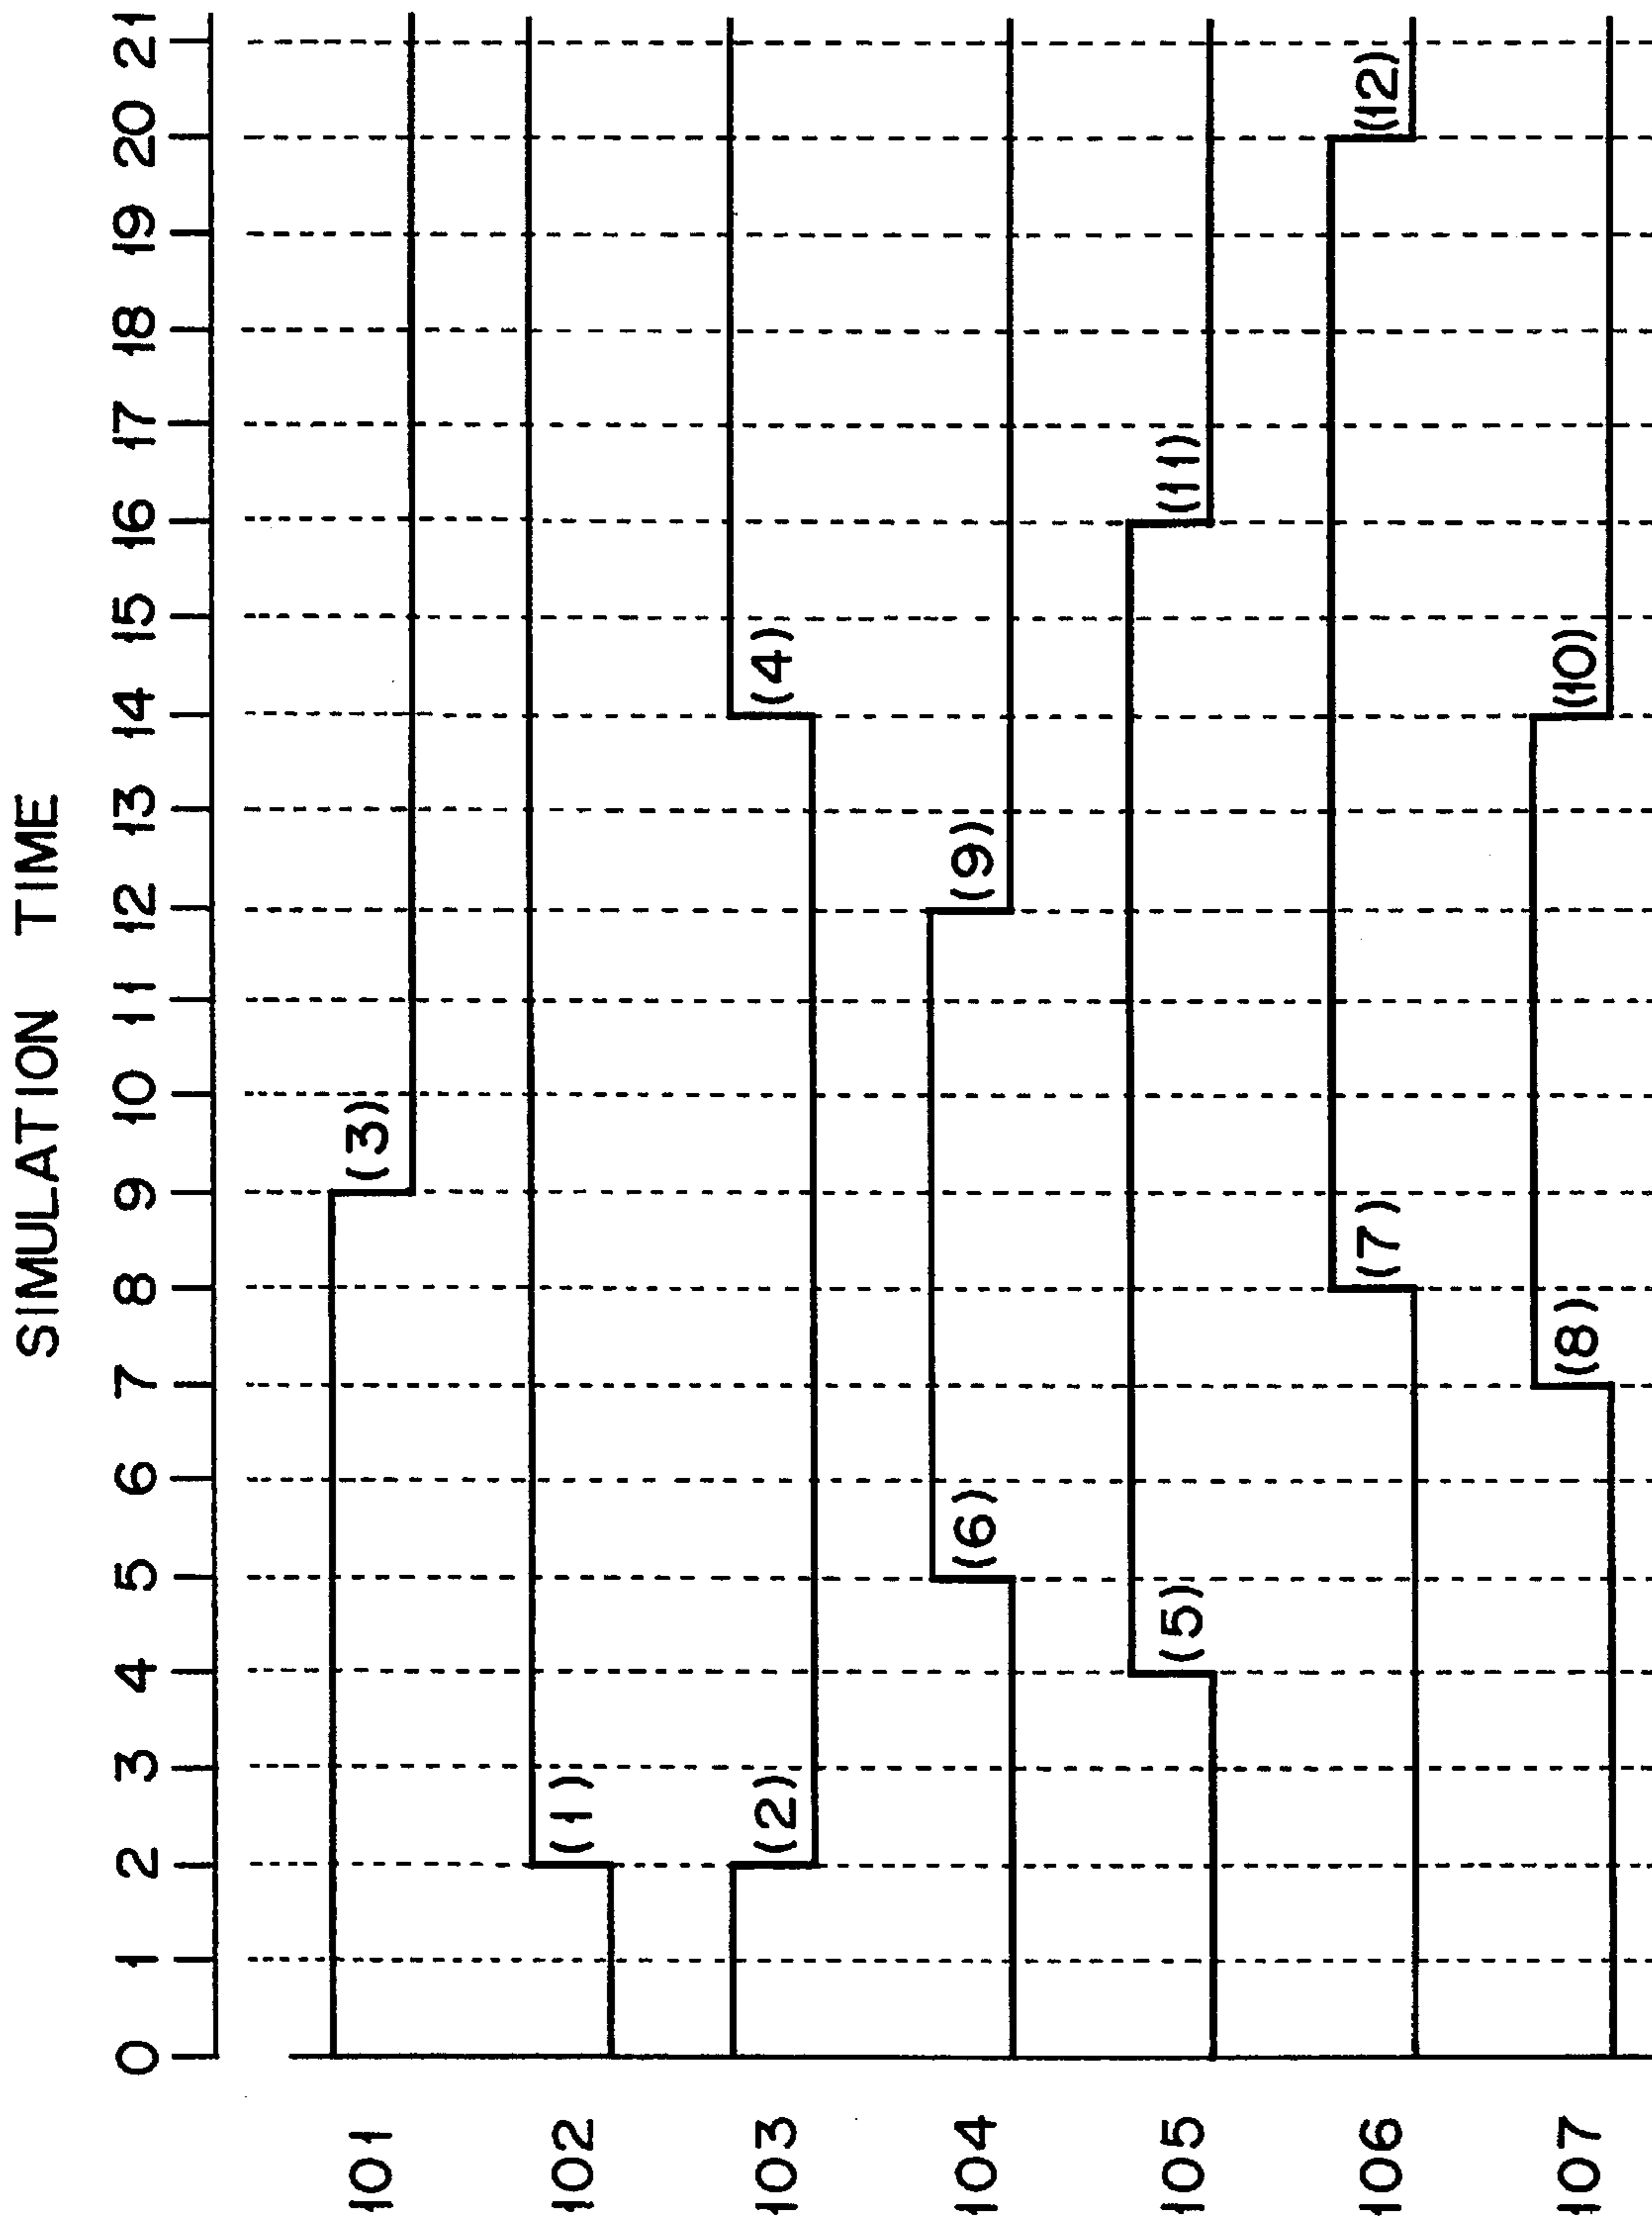 SIMULATION TIME
0 1 2 3 4 5 6 7 8 9 10 11 12 13 14 15 16 17 18 19 20 21
101 (3)
102 (1)
103 (2) (4)
104 (6) (9)
105 (5) (11)
106 (7) (12)
107 (8) (10)